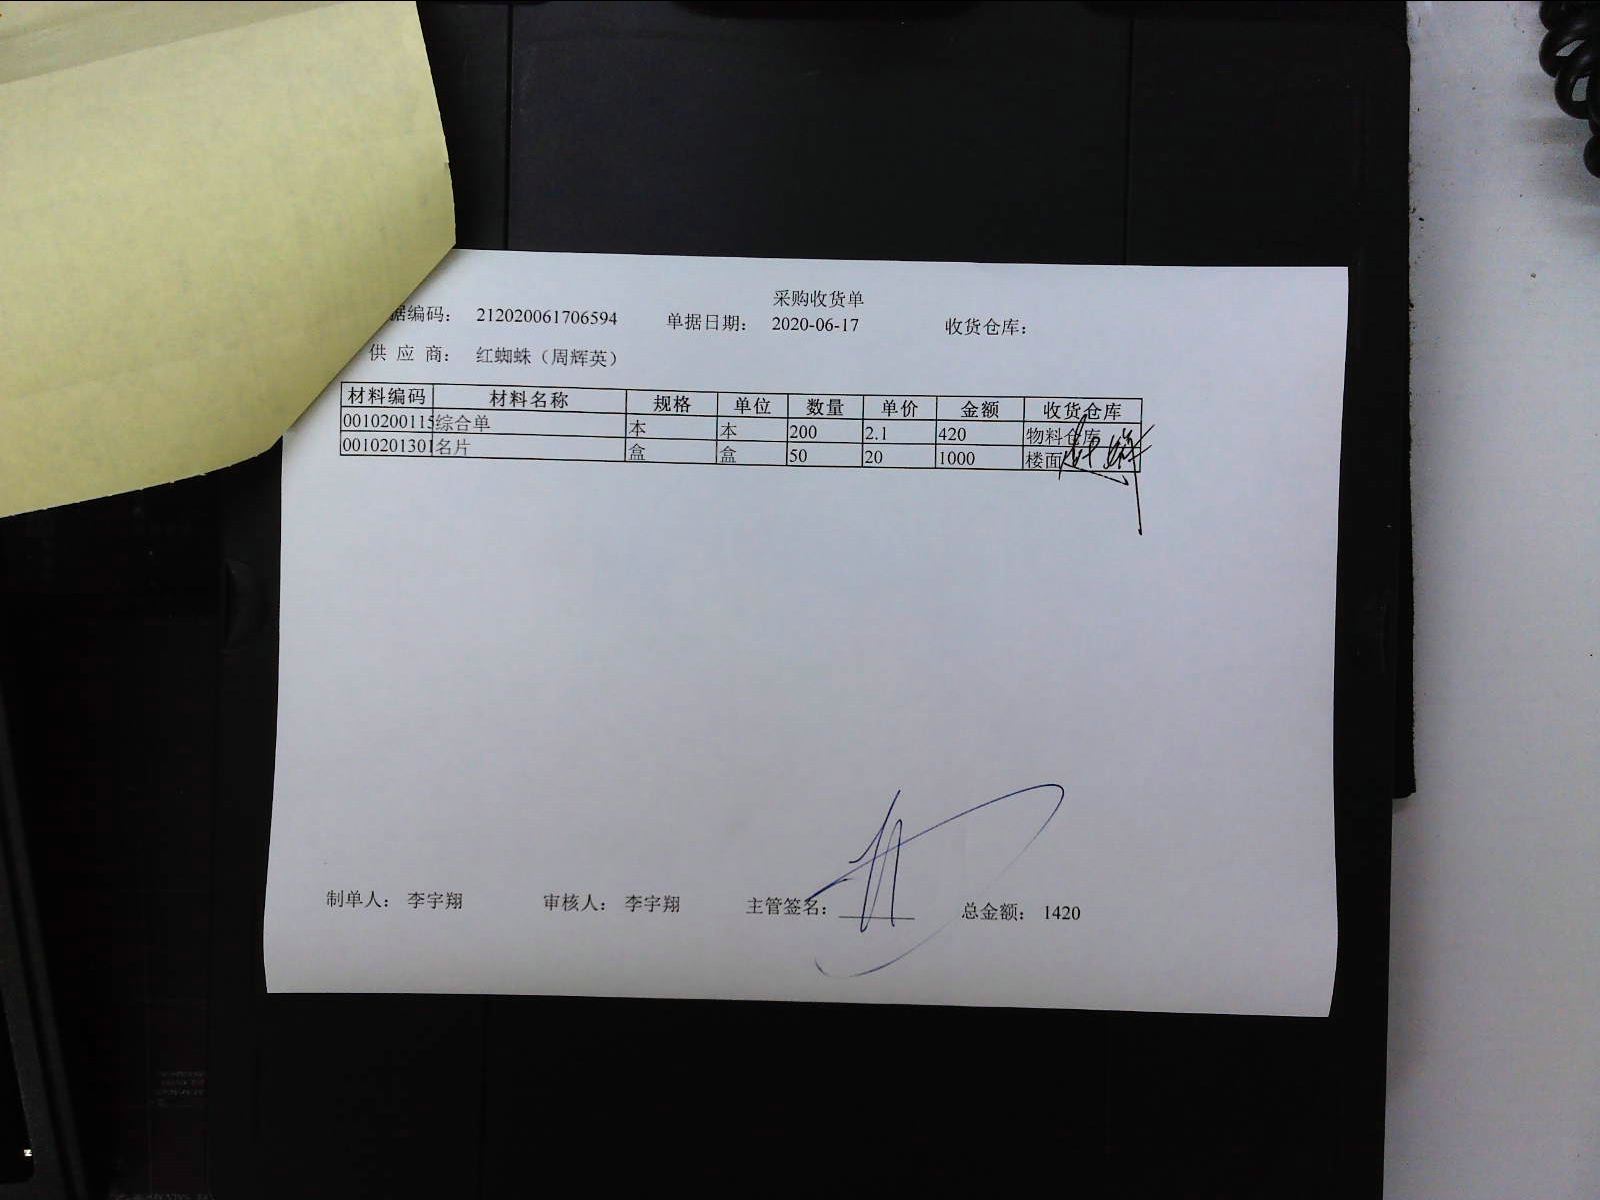 采购收货单
据编码： 212020061706594 单据日期： 2020-06-17 收货仓库：
供 应 商： 红蜘蛛（周辉英）
材料编码 材料名称 规格 单位 数量 单价 金额 收货仓库
0010200115 综合单 本 本 200 2.1 420 物料仓库
0010201301 名片 盒 盒 50 20 1000 楼面
制单人： 李宇翔 审核人： 李宇翔 主管签名： 总金额： 1420